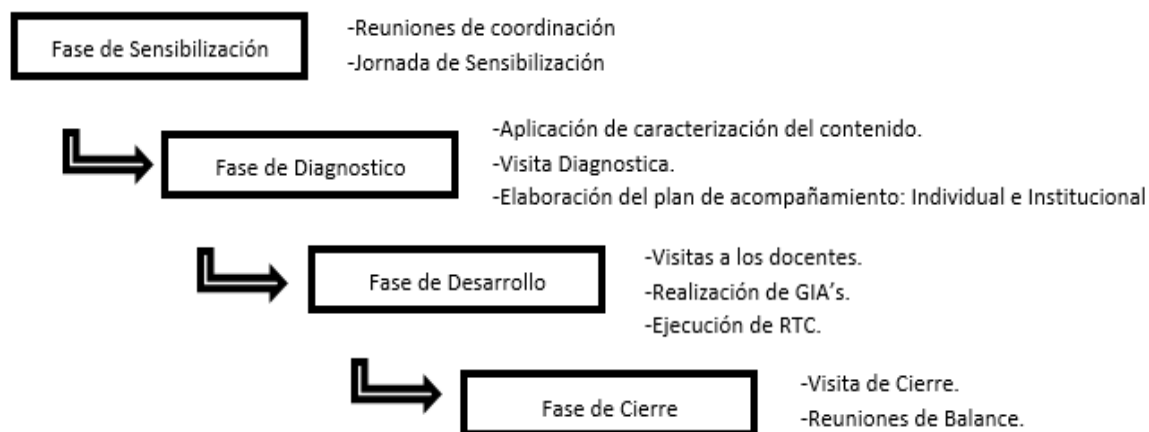 Fase de Sensibilización
-Reuniones de coordinación
-Jornada de Sensibilización
Fase de Diagnostico
-Aplicación de caracterización del contenido.
-Visita Diagnostica.
-Elaboración del plan de acompañamiento: Individual e Institucional
Fase de Desarrollo
-Visitas a los docentes.
-Realización de GIA’s.
-Ejecución de RTC.
Fase de Cierre
-Visita de Cierre.
-Reuniones de Balance.